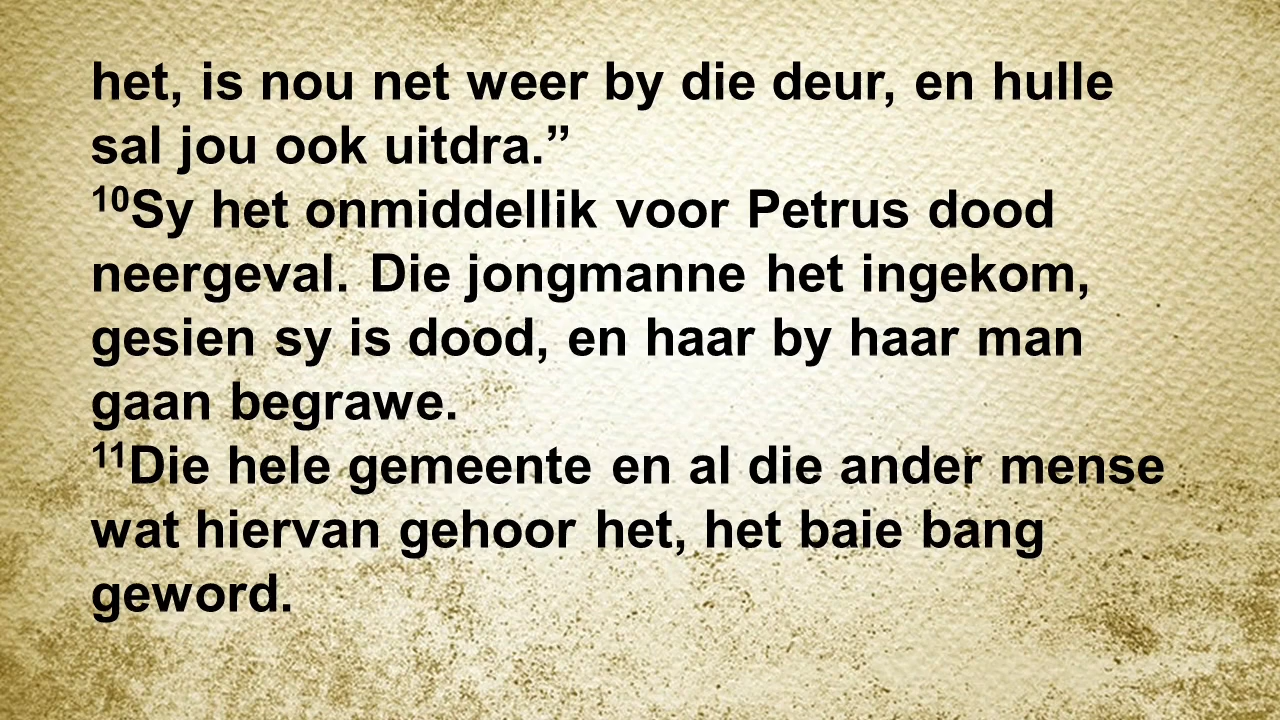 het, is nou net weer by die deur, en hulle
sal jou ook uitdra.”
¹⁰Sy het onmiddellik voor Petrus dood
neergeval. Die jongmanne het ingekom,
gesien sy is dood, en haar by haar man
gaan begrawe.
¹¹Die hele gemeente en al die ander mense
wat hiervan gehoor het, het baie bang
geword.